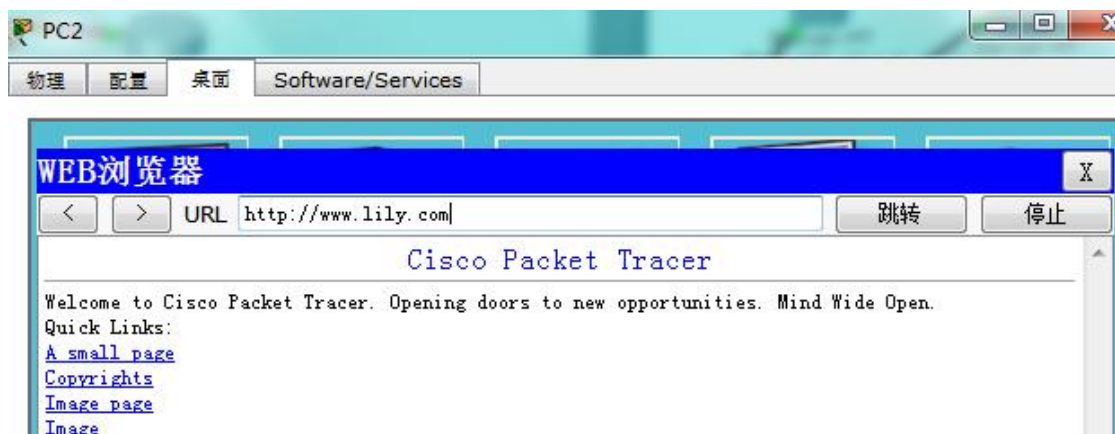 PC2
物理 配置 桌面 Software/Services
WEB浏览器 X
< > URL http://www.lily.com 跳转 停止
Cisco Packet Tracer
Welcome to Cisco Packet Tracer. Opening doors to new opportunities. Mind Wide Open.
Quick Links:
A small page
Copyrights
Image page
Image